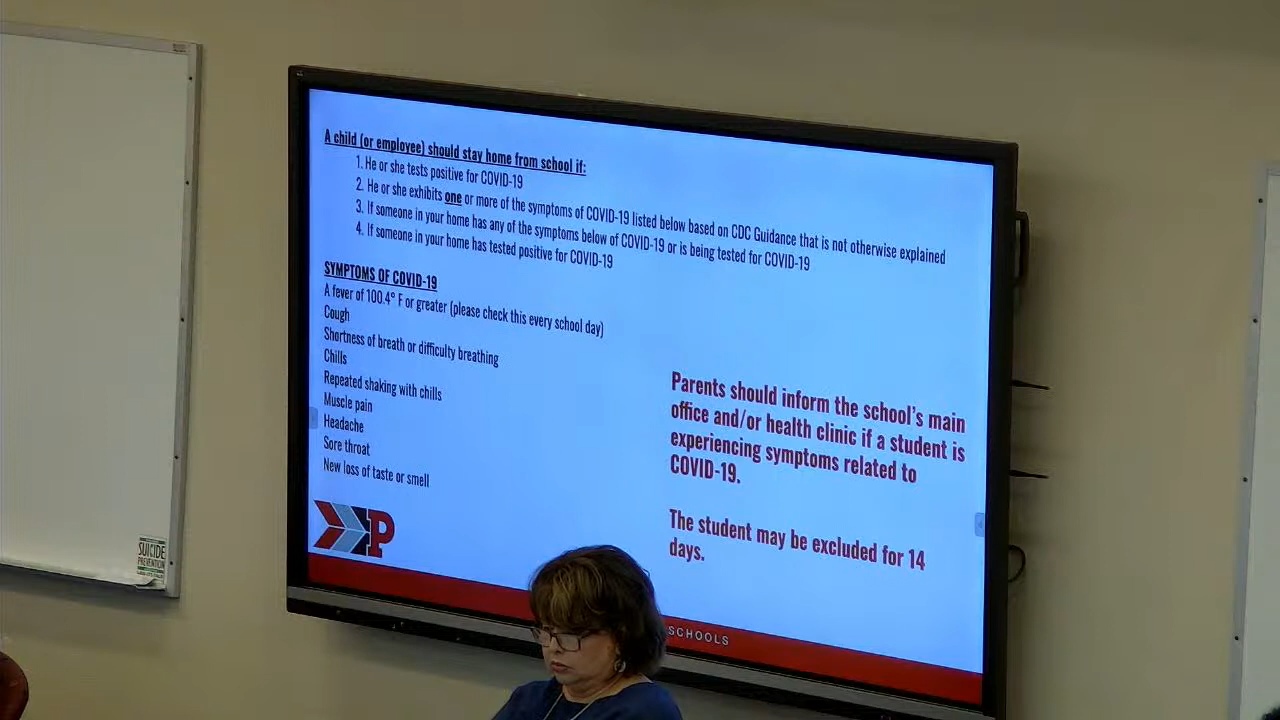 A child (or employee) should stay home from school if:
1. He or she tests positive for COVID-19
2. He or she exhibits one or more of the symptoms of COVID-19 listed below based on CDC Guidance that is not otherwise explained
3. If someone in your home has any of the symptoms below of COVID-19 or is being tested for COVID-19
4. If someone in your home has tested positive for COVID-19
SYMPTOMS OF COVID-19
A fever of 100.4° F or greater (please check this every school day)
Cough
Shortness of breath or difficulty breathing
Chills
Repeated shaking with chills
Muscle pain
Headache
Sore throat
New loss of taste or smell
Parents should inform the school's main
office and/or health clinic if a student is
experiencing symptoms related to
COVID-19.
The student may be excluded for 14
days.
P
SCHOOLS
SUICIDE
PREVENTION